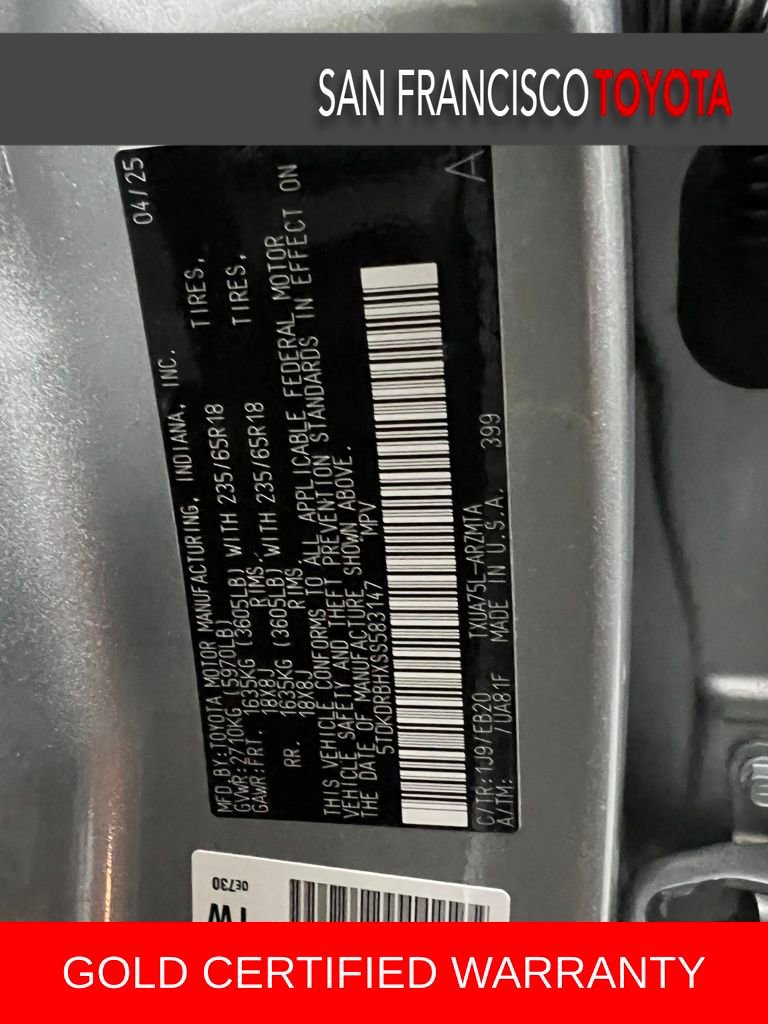 SAN FRANCISCO TOYOTA
04/25
MFD BY:TOYOTA MOTOR MANUFACTURING, INDIANA, INC.
GVWR:2710KG (5970LB)
GAWR:FRT. 1635KG (3605LB) WITH 235/65R18 TIRES,
18X8J RIMS,
RR. 1635KG (3605LB) WITH 235/65R18 TIRES,
18X8J RIMS,
THIS VEHICLE CONFORMS TO ALL APPLICABLE FEDERAL MOTOR
VEHICLE SAFETY AND THEFT PREVENTION STANDARDS IN EFFECT ON
THE DATE OF MANUFACTURE SHOWN ABOVE.
5TDKDRBHXSS583147 MPV
A
C/TR:1J9/EB20 TXUA75L-ARZM1A
A/TM: /UA81F MADE IN U.S.A. 399
0E730
GOLD CERTIFIED WARRANTY